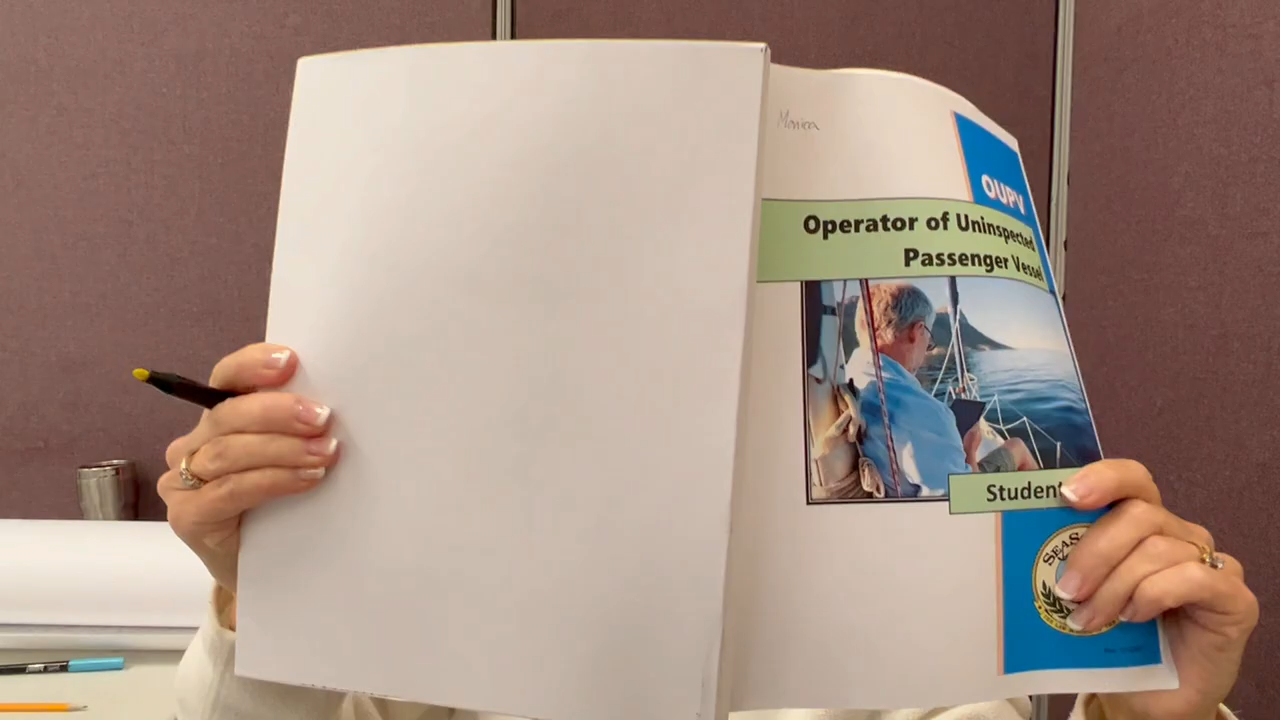 Monica
OUPV
Operator of Uninspected
Passenger Vessel
Student